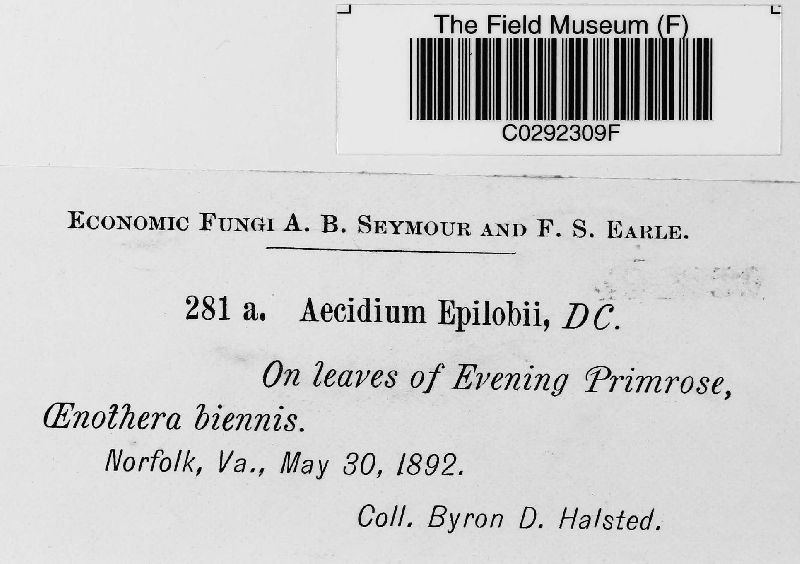 The Field Museum (F)
C0292309F
Economic Fungi A. B. Seymour and F. S. Earle.
281 a. Aecidium Epilobii, DC.
On leaves of Evening Primrose,
Œnothera biennis.
Norfolk, Va., May 30, 1892.
Coll. Byron D. Halsted.